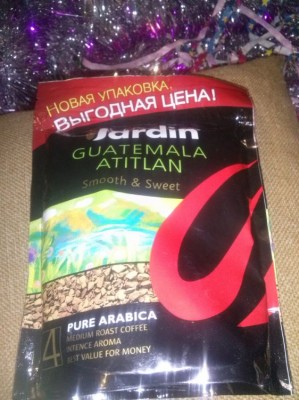 НОВАЯ УПАКОВКА,
ВЫГОДНАЯ ЦЕНА!
Jardin
GUATEMALA
ATITLAN
Smooth & Sweet
4
PURE ARABICA
MEDIUM ROAST COFFEE
INTENCE AROMA
BEST VALUE FOR MONEY